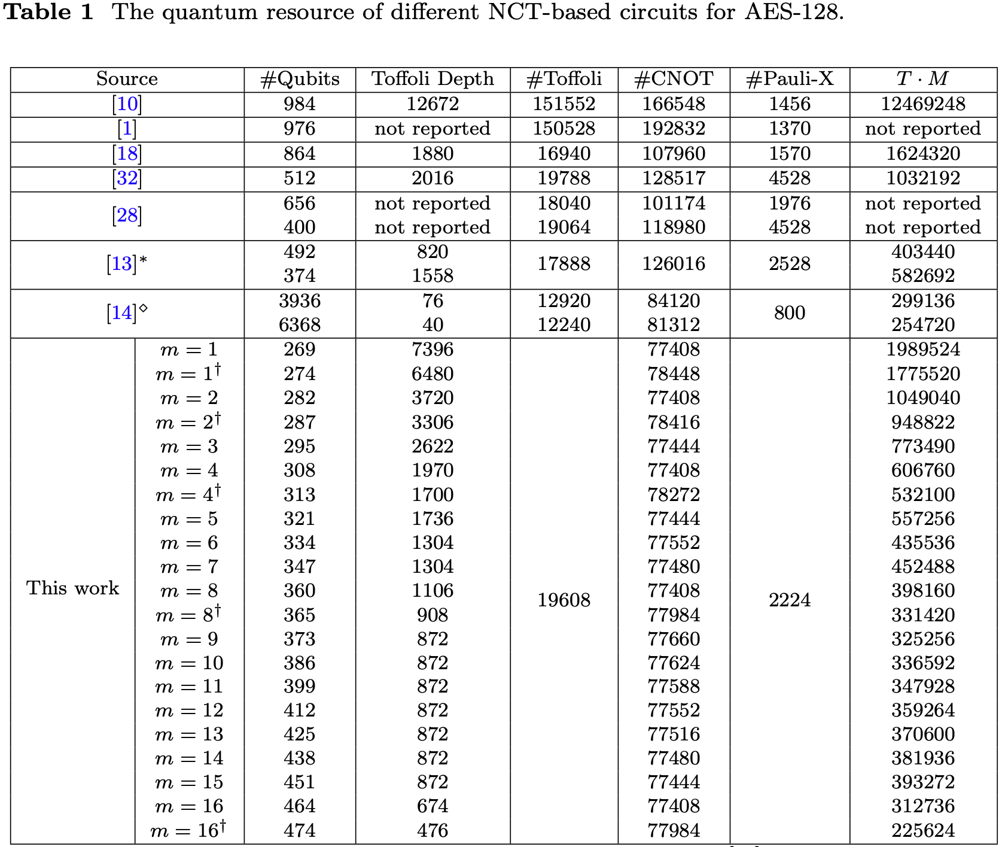 Table 1 The quantum resource of different NCT-based circuits for AES-128.
Source #Qubits Toffoli Depth #Toffoli #CNOT #Pauli-X T · M
[10] 984 12672 151552 166548 1456 12469248
[1] 976 not reported 150528 192832 1370 not reported
[18] 864 1880 16940 107960 1570 1624320
[32] 512 2016 19788 128517 4528 1032192
[28] 656 not reported 18040 101174 1976 not reported
400 not reported 19064 118980 4528 not reported
[13]* 492 820 17888 126016 2528 403440
374 1558 582692
[14]⋄ 3936 76 12920 84120 800 299136
6368 40 12240 81312 254720
m = 1 269 7396 77408 1989524
m = 1† 274 6480 78448 1775520
m = 2 282 3720 77408 1049040
m = 2† 287 3306 78416 948822
m = 3 295 2622 77444 773490
m = 4 308 1970 77408 606760
m = 4† 313 1700 78272 532100
m = 5 321 1736 77444 557256
m = 6 334 1304 77552 435536
m = 7 347 1304 77480 452488
This work m = 8 360 1106 19608 77408 2224 398160
m = 8† 365 908 77984 331420
m = 9 373 872 77660 325256
m = 10 386 872 77624 336592
m = 11 399 872 77588 347928
m = 12 412 872 77552 359264
m = 13 425 872 77516 370600
m = 14 438 872 77480 381936
m = 15 451 872 77444 393272
m = 16 464 674 77408 312736
m = 16† 474 476 77984 225624